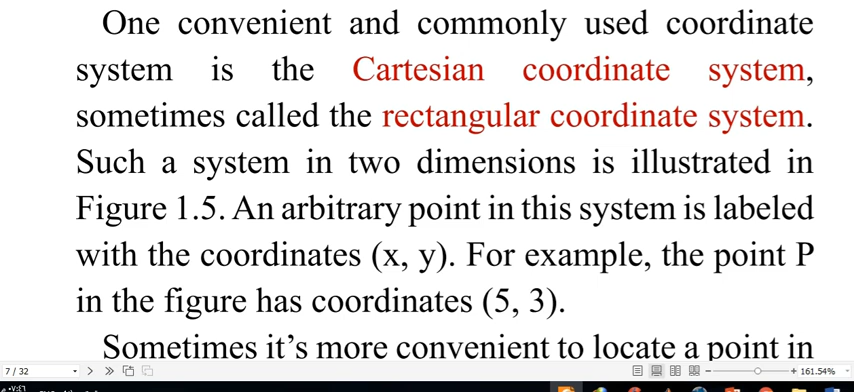 One convenient and commonly used coordinate
system is the Cartesian coordinate system,
sometimes called the rectangular coordinate system.
Such a system in two dimensions is illustrated in
Figure 1.5. An arbitrary point in this system is labeled
with the coordinates (x, y). For example, the point P
in the figure has coordinates (5, 3).
Sometimes it’s more convenient to locate a point in
7 / 32 161.54%